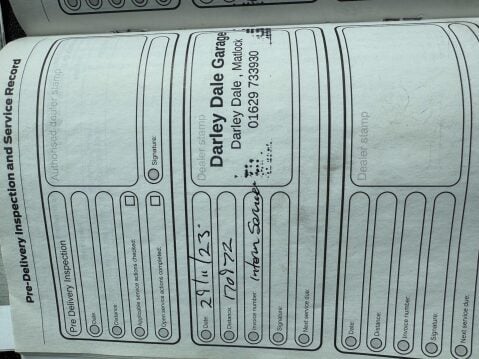 Pre-Delivery Inspection and Service Record
Pre Delivery Inspection
Date:
Distance:
Applicable service actions checked:
Open service actions completed:
Authorised dealer stamp
Signature:
Date: 29/11/23
Distance: 170972
Invoice number: Interim Service
Signature:
Next service due:
Dealer stamp
Darley Dale Garage
Darley Dale, Matlock
01629 733930
Date:
Distance:
Invoice number:
Signature:
Next service due:
Dealer stamp